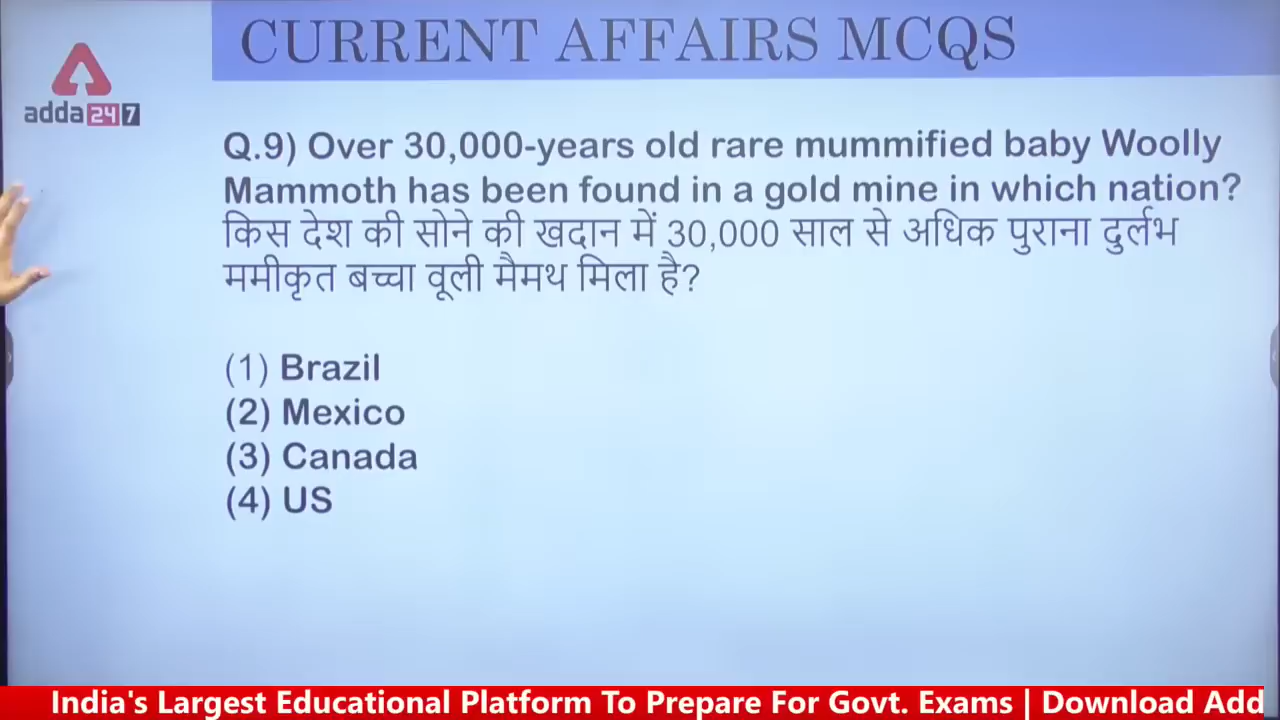 CURRENT AFFAIRS MCQS
adda247
Q.9) Over 30,000-years old rare mummified baby Woolly
Mammoth has been found in a gold mine in which nation?
किस देश की सोने की खदान में 30,000 साल से अधिक पुराना दुर्लभ
ममीकृत बच्चा वूली मैमथ मिला है?
(1) Brazil
(2) Mexico
(3) Canada
(4) US
India's Largest Educational Platform To Prepare For Govt. Exams | Download Add